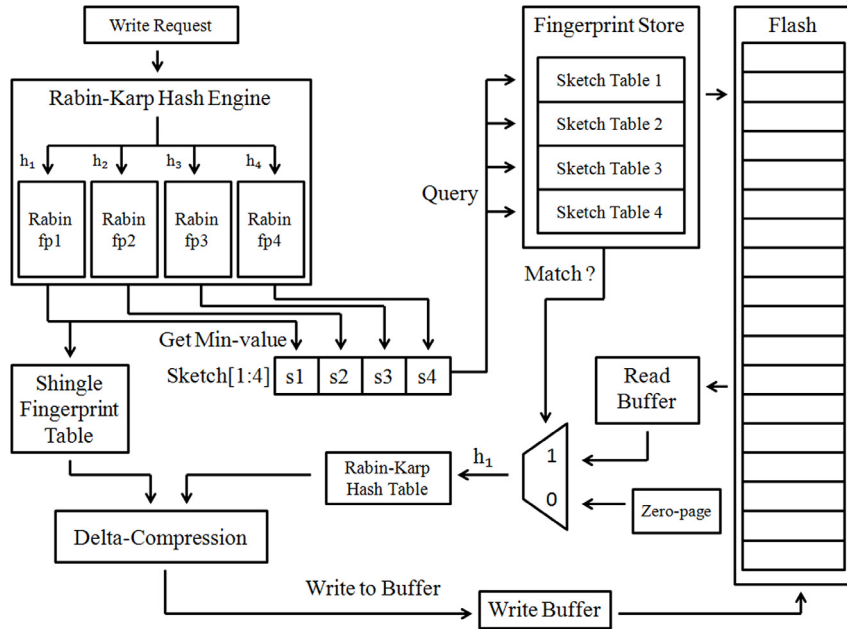 Write Request
Rabin-Karp Hash Engine
h₁
h₂
h₃
h₄
Rabin
fp1
Rabin
fp2
Rabin
fp3
Rabin
fp4
Fingerprint Store
Sketch Table 1
Sketch Table 2
Sketch Table 3
Sketch Table 4
Flash
Query
Match ?
Get Min-value
Sketch[1:4]
s1
s2
s3
s4
Shingle
Fingerprint
Table
Read
Buffer
1
0
h₁
Rabin-Karp
Hash Table
Zero-page
Delta-Compression
Write to Buffer
Write Buffer